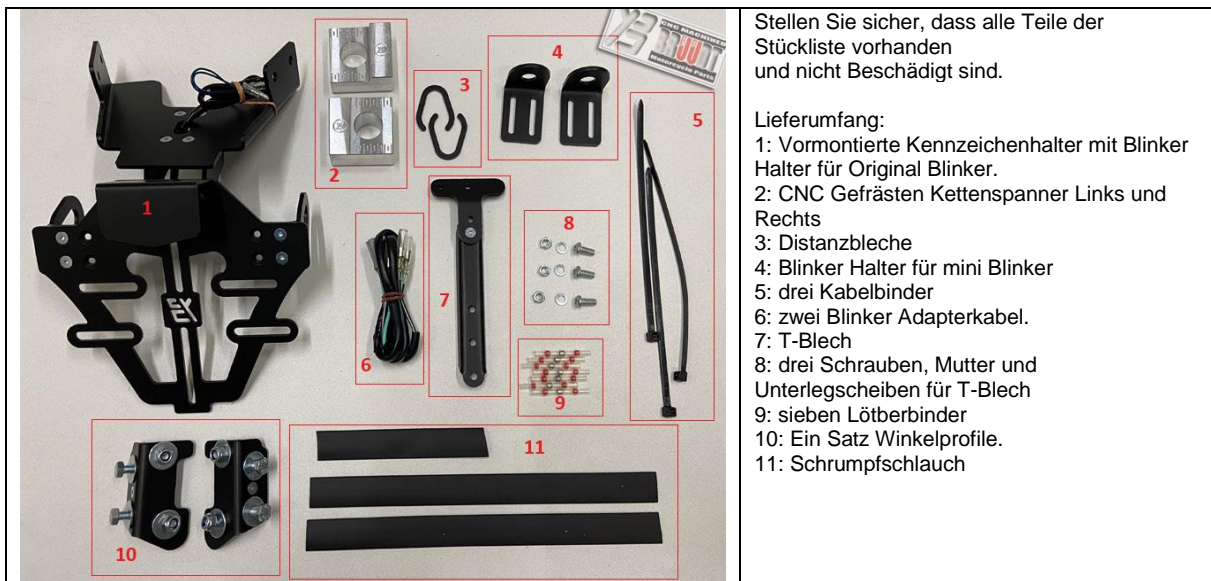 CNC MACHINED
Motorcycle Parts
1
2
3
4
5
6
7
8
9
10
11
Stellen Sie sicher, dass alle Teile der
Stückliste vorhanden
und nicht Beschädigt sind.
Lieferumfang:
1: Vormontierte Kennzeichenhalter mit Blinker
Halter für Original Blinker.
2: CNC Gefrästen Kettenspanner Links und
Rechts
3: Distanzbleche
4: Blinker Halter für mini Blinker
5: drei Kabelbinder
6: zwei Blinker Adapterkabel.
7: T-Blech
8: drei Schrauben, Mutter und
Unterlegscheiben für T-Blech
9: sieben Lötberbinder
10: Ein Satz Winkelprofile.
11: Schrumpfschlauch